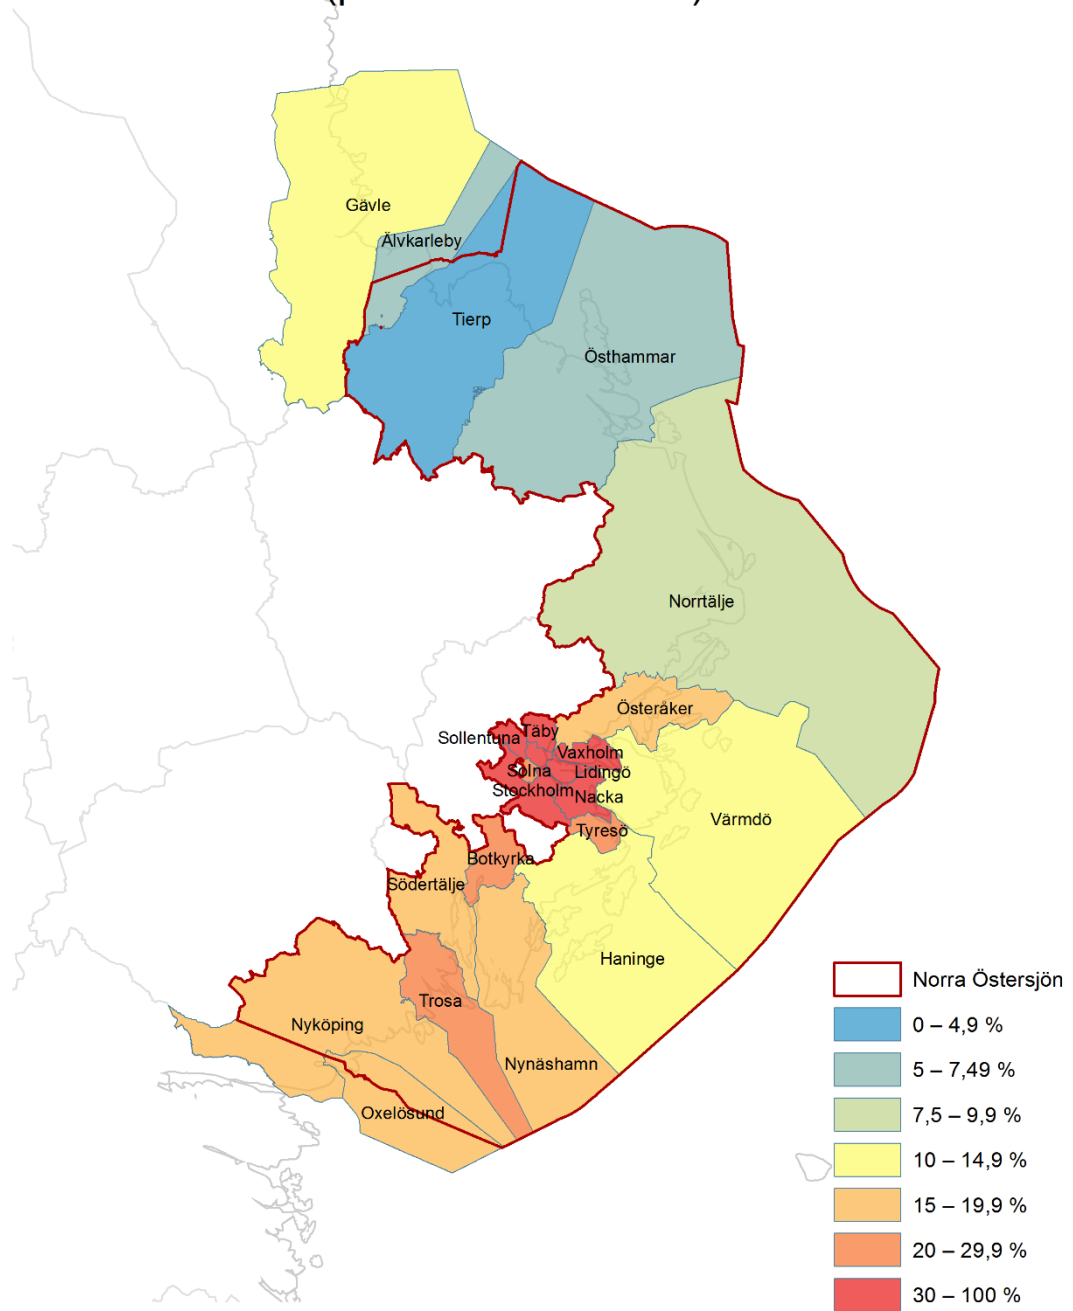 Gävle
Älvkarleby
Tierp
Östhammar
Norrtälje
Österåker
Sollentuna
Täby
Vaxholm
Solna
Lidingö
Stockholm
Nacka
Värmdö
Tyresö
Botkyrka
Södertälje
Haninge
Trosa
Nyköping
Nynäshamn
Oxelösund
Norra Östersjön
0 – 4,9 %
5 – 7,49 %
7,5 – 9,9 %
10 – 14,9 %
15 – 19,9 %
20 – 29,9 %
30 – 100 %